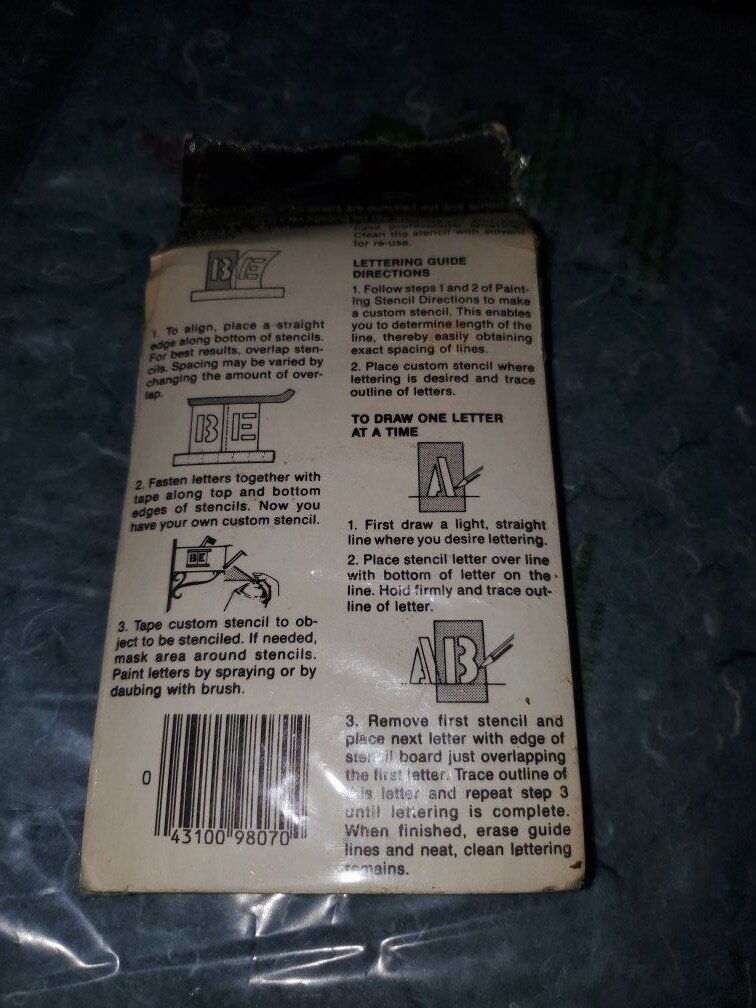 BE
1. To align, place a straight
edge along bottom of stencils.
For best results, overlap sten-
cils. Spacing may be varied by
changing the amount of over-
lap.
BE
2. Fasten letters together with
tape along top and bottom
edges of stencils. Now you
have your own custom stencil.
BE
3. Tape custom stencil to ob-
ject to be stenciled. If needed,
mask area around stencils.
Paint letters by spraying or by
daubing with brush.
0 43100 98070
Clean the stencil with solvent
for re-use.
LETTERING GUIDE
DIRECTIONS
1. Follow steps 1 and 2 of Paint-
ing Stencil Directions to make
a custom stencil. This enables
you to determine length of the
line, thereby easily obtaining
exact spacing of lines.
2. Place custom stencil where
lettering is desired and trace
outline of letters.
TO DRAW ONE LETTER
AT A TIME
A
1. First draw a light, straight
line where you desire lettering.
2. Place stencil letter over line
with bottom of letter on the
line. Hold firmly and trace out-
line of letter.
AB
3. Remove first stencil and
place next letter with edge of
stencil board just overlapping
the first letter. Trace outline of
this letter and repeat step 3
until lettering is complete.
When finished, erase guide
lines and neat, clean lettering
remains.